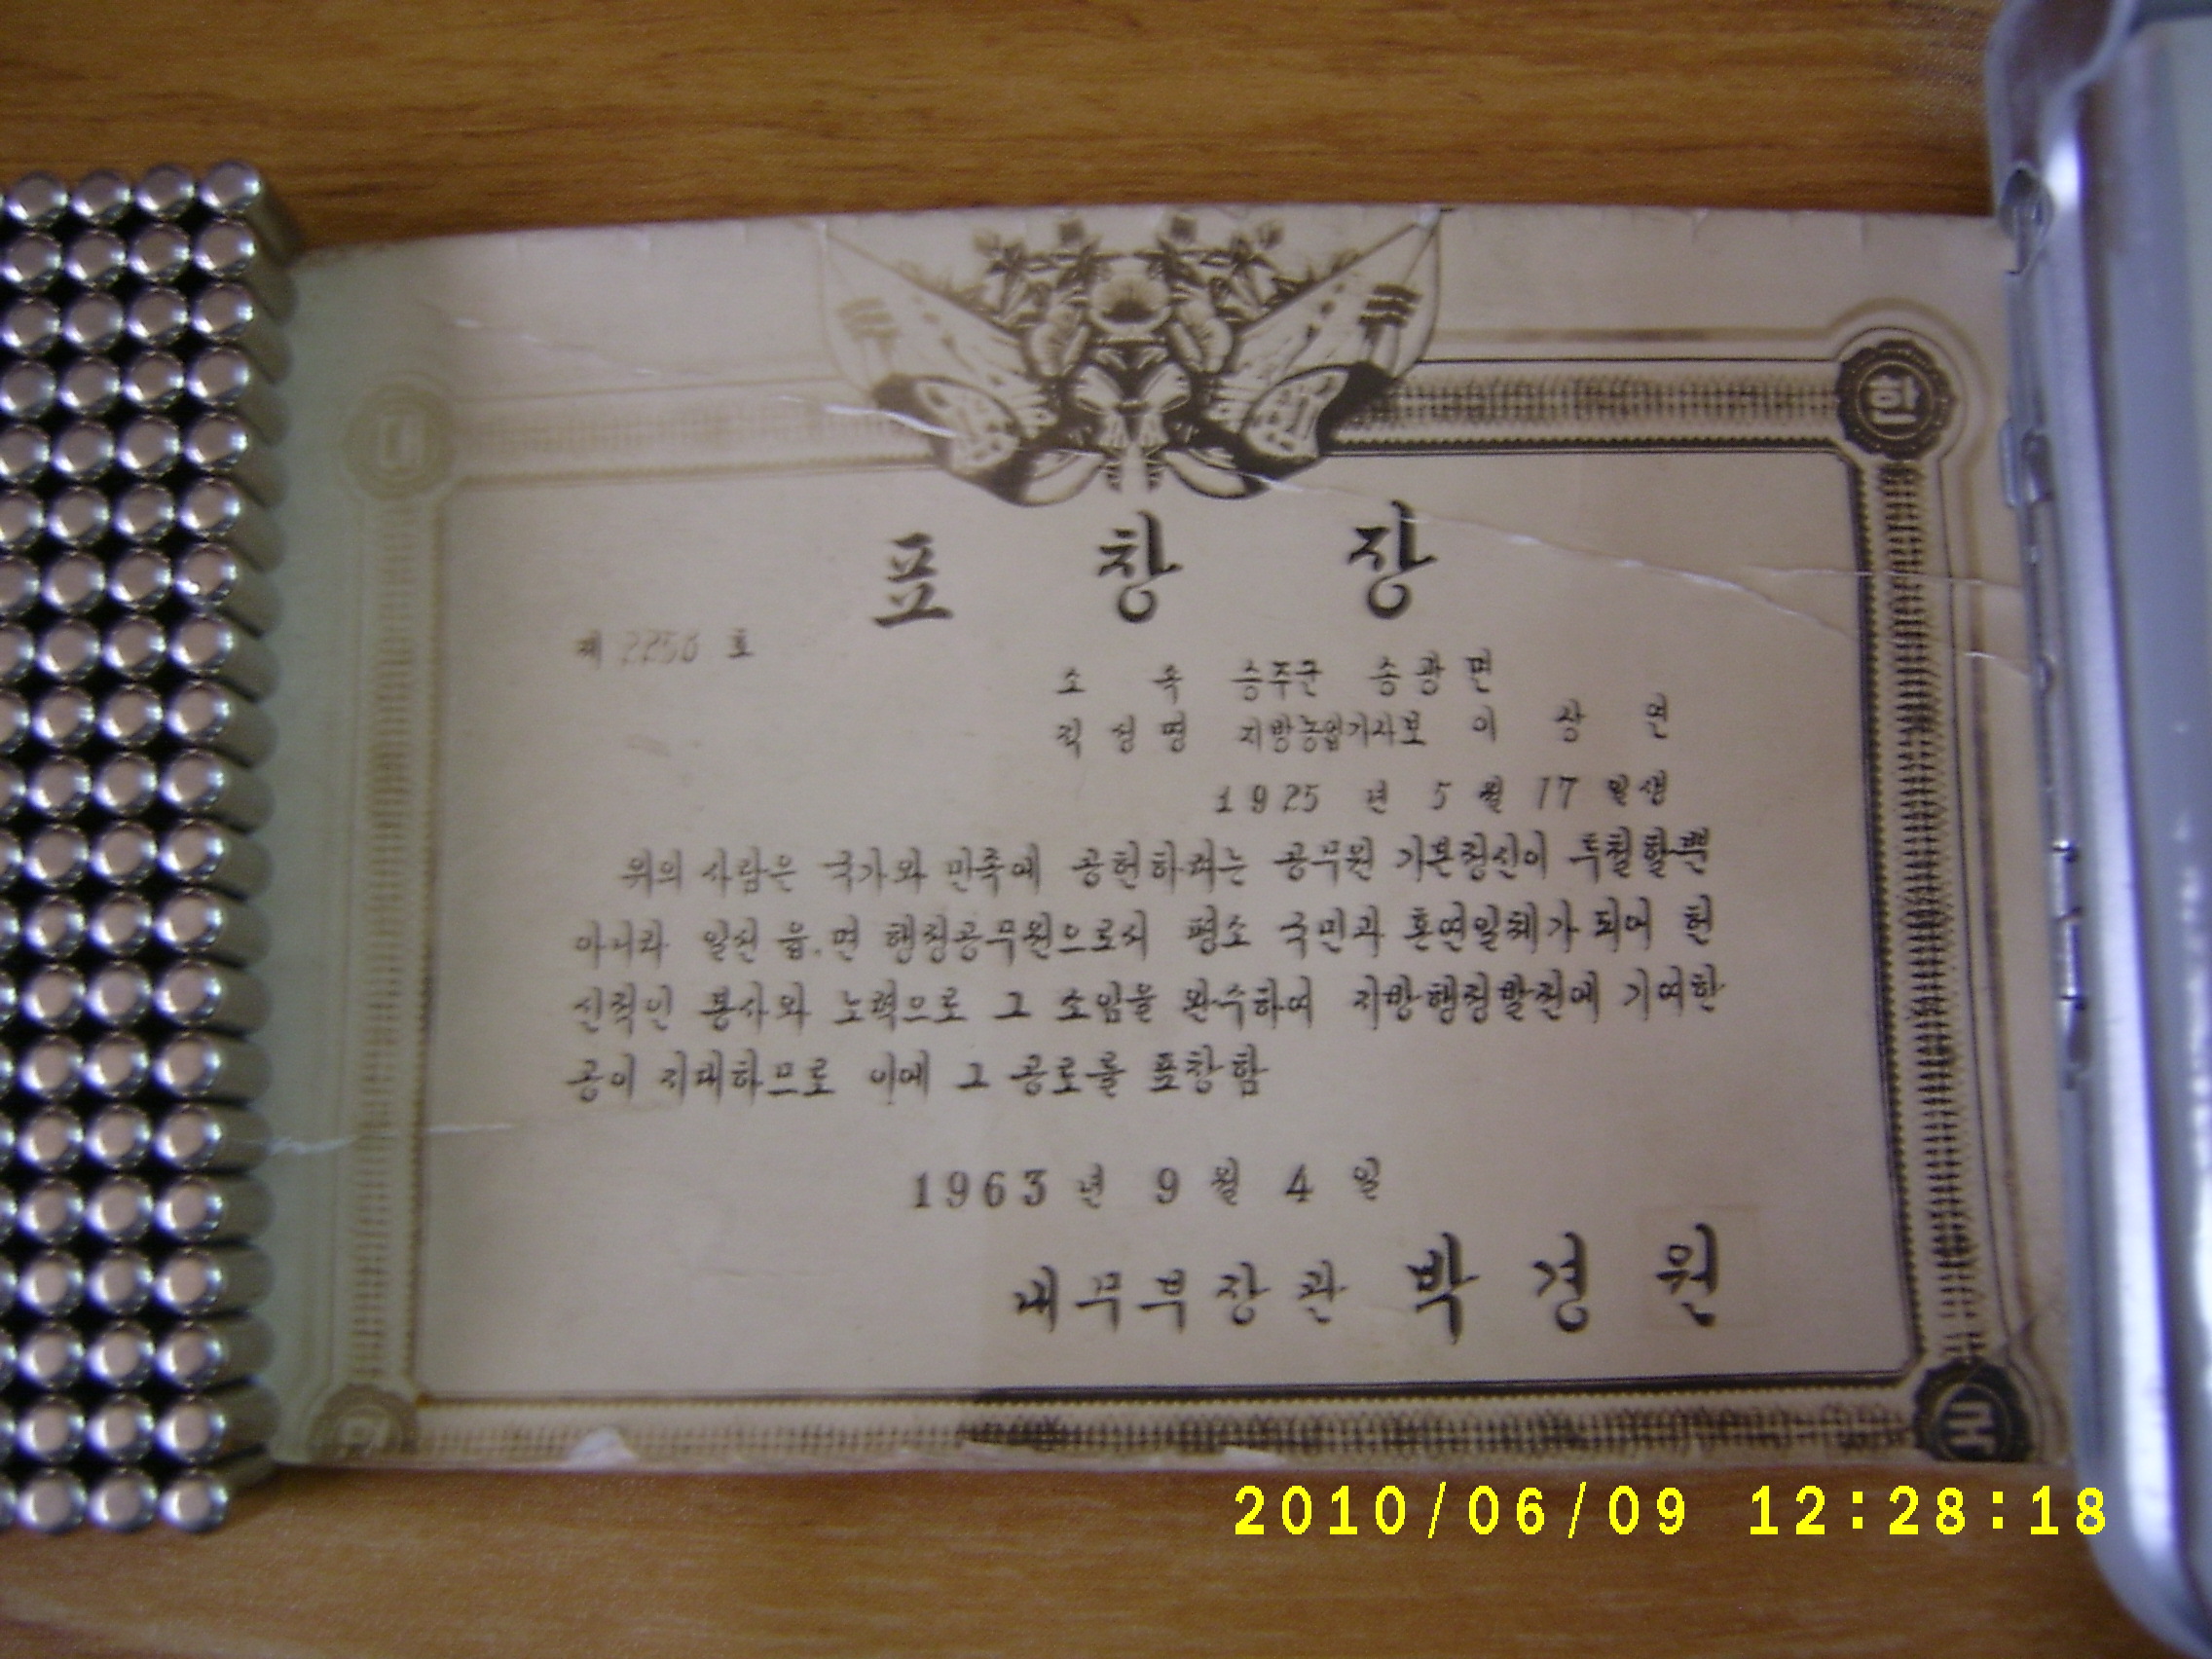 대 한
표 창 장
제 2256 호
소 속 승주군 송광면
직 성 명 지방농업기사보 이 상 연
1925 년 5 월 17 일생
위의 사람은 국가와 민족에 공헌하려는 공무원 기본정신이 투철할뿐
아니라 일선 읍.면 행정공무원으로서 평소 국민과 혼연일체가 되어 헌
신적인 봉사와 노력으로 그 소임을 완수하여 지방행정발전에 기여한
공이 지대하므로 이에 그 공로를 표창함
1963 년 9 월 4 일
내무부장관 박 경 원
민 국
2010/06/09 12:28:18